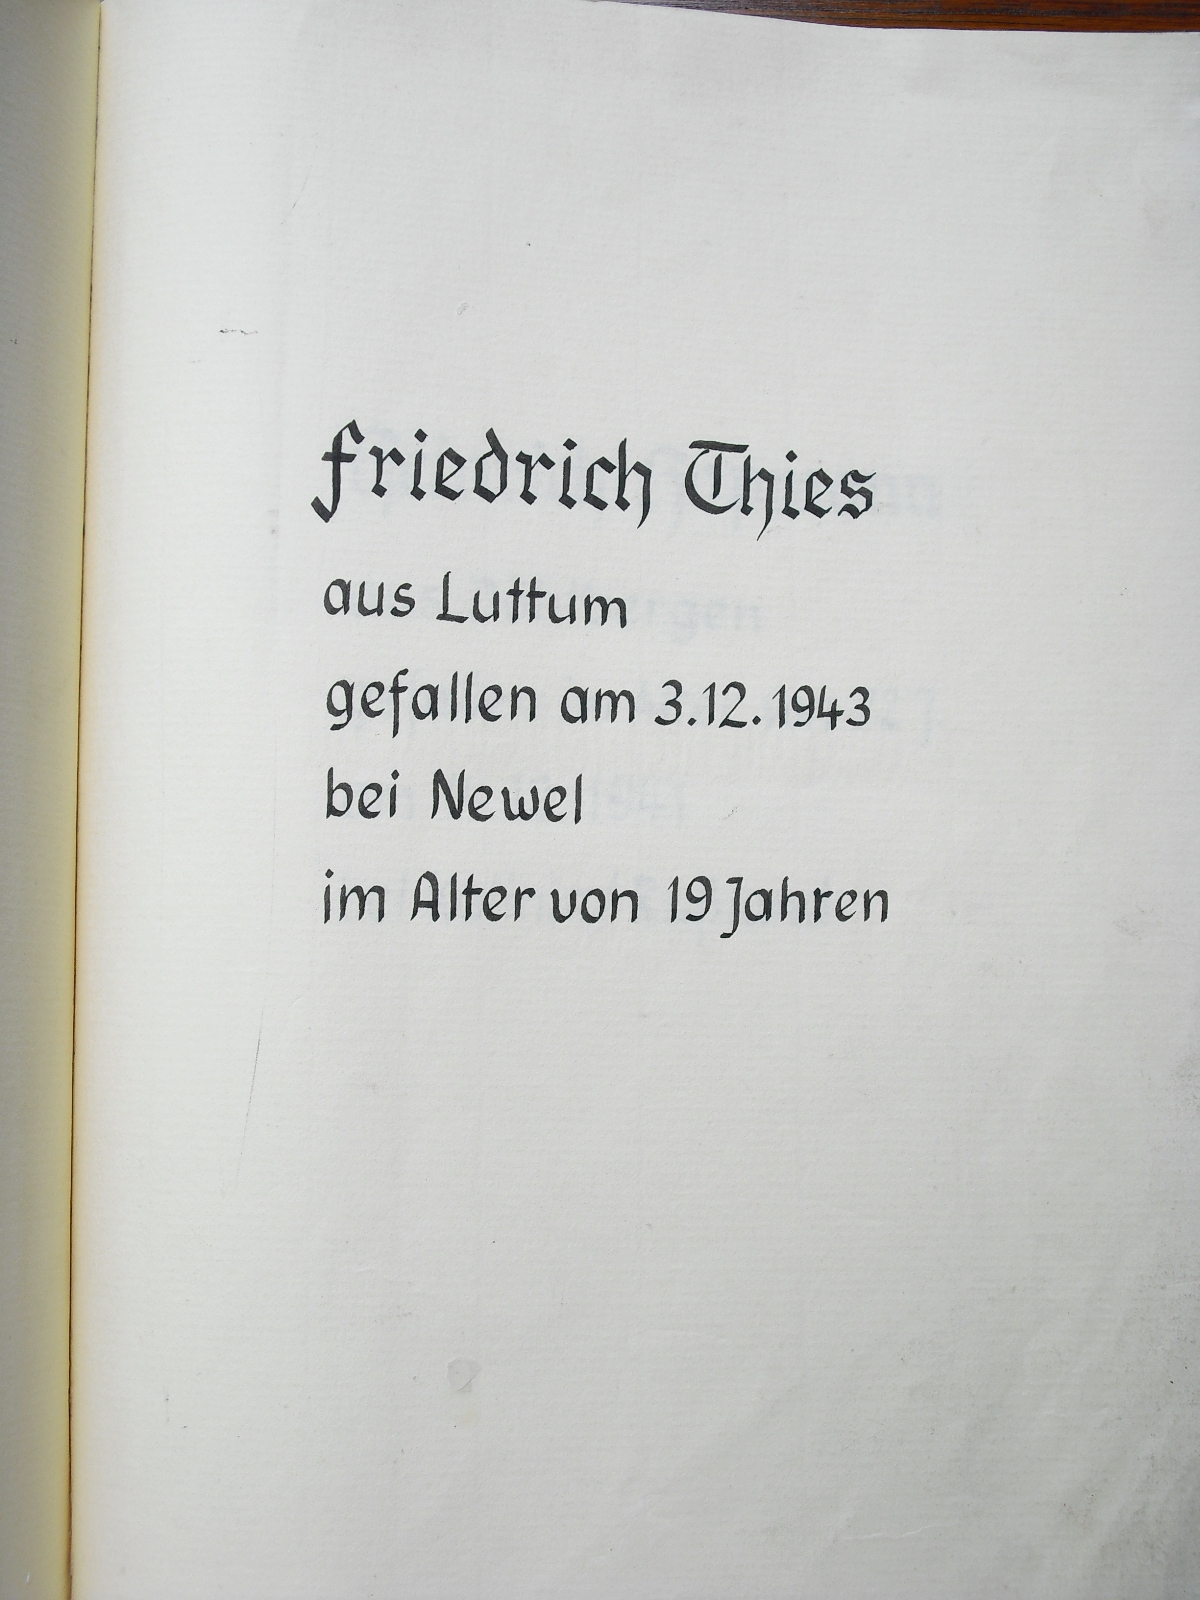 Friedrich Thies
aus Luttum
gefallen am 3.12.1943
bei Newel
im Alter von 19 Jahren